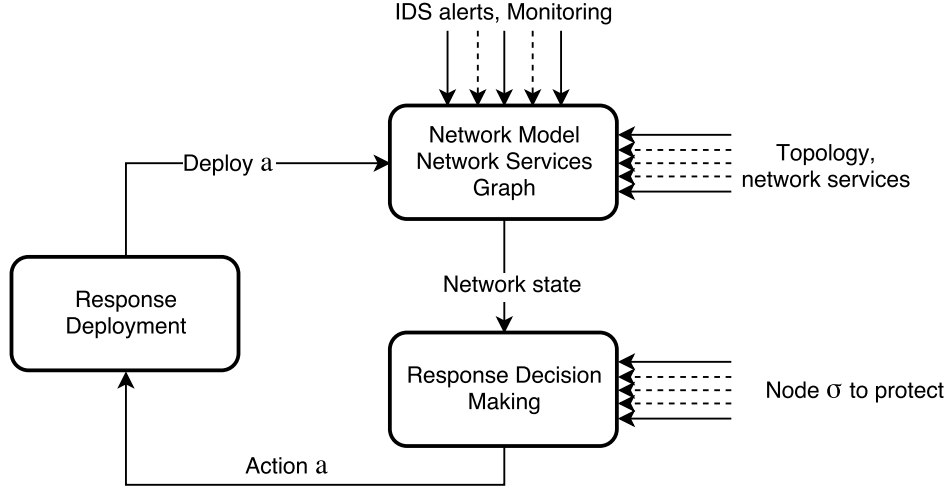 IDS alerts, Monitoring
Network Model
Network Services
Graph
Topology,
network services
Deploy a
Network state
Response
Deployment
Response Decision
Making
Node σ to protect
Action a